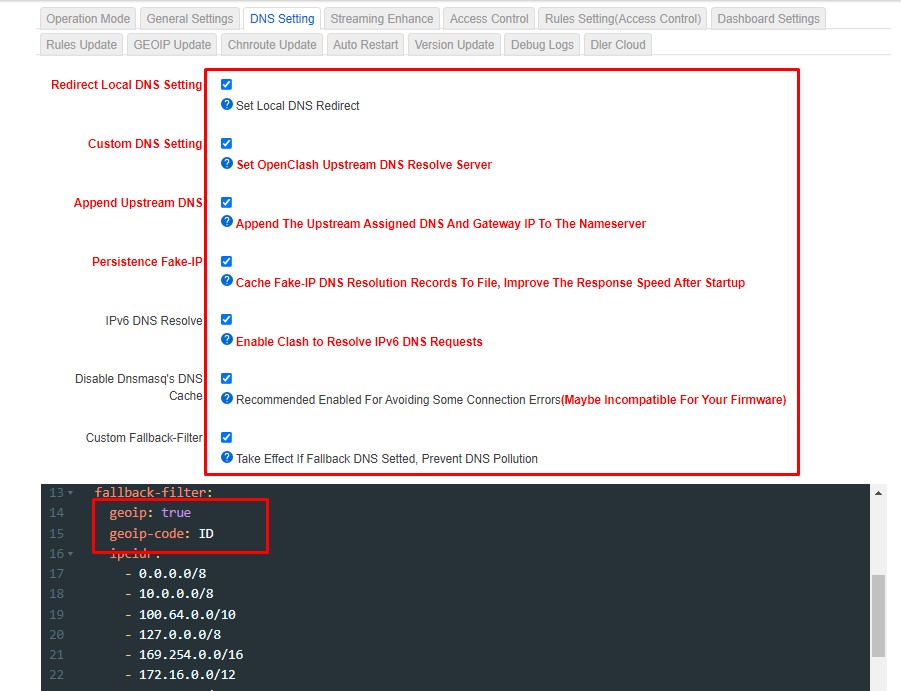 Operation Mode General Settings DNS Setting Streaming Enhance Access Control Rules Setting(Access Control) Dashboard Settings
Rules Update GEOIP Update Chnroute Update Auto Restart Version Update Debug Logs Dler Cloud
Redirect Local DNS Setting
Set Local DNS Redirect
Custom DNS Setting
Set OpenClash Upstream DNS Resolve Server
Append Upstream DNS
Append The Upstream Assigned DNS And Gateway IP To The Nameserver
Persistence Fake-IP
Cache Fake-IP DNS Resolution Records To File, Improve The Response Speed After Startup
IPv6 DNS Resolve
Enable Clash to Resolve IPv6 DNS Requests
Disable Dnsmasq's DNS
Cache
Recommended Enabled For Avoiding Some Connection Errors(Maybe Incompatible For Your Firmware)
Custom Fallback-Filter
Take Effect If Fallback DNS Setted, Prevent DNS Pollution
13 fallback-filter:
14 geoip: true
15 geoip-code: ID
16 ipcidr:
17 - 0.0.0.0/8
18 - 10.0.0.0/8
19 - 100.64.0.0/10
20 - 127.0.0.0/8
21 - 169.254.0.0/16
22 - 172.16.0.0/12